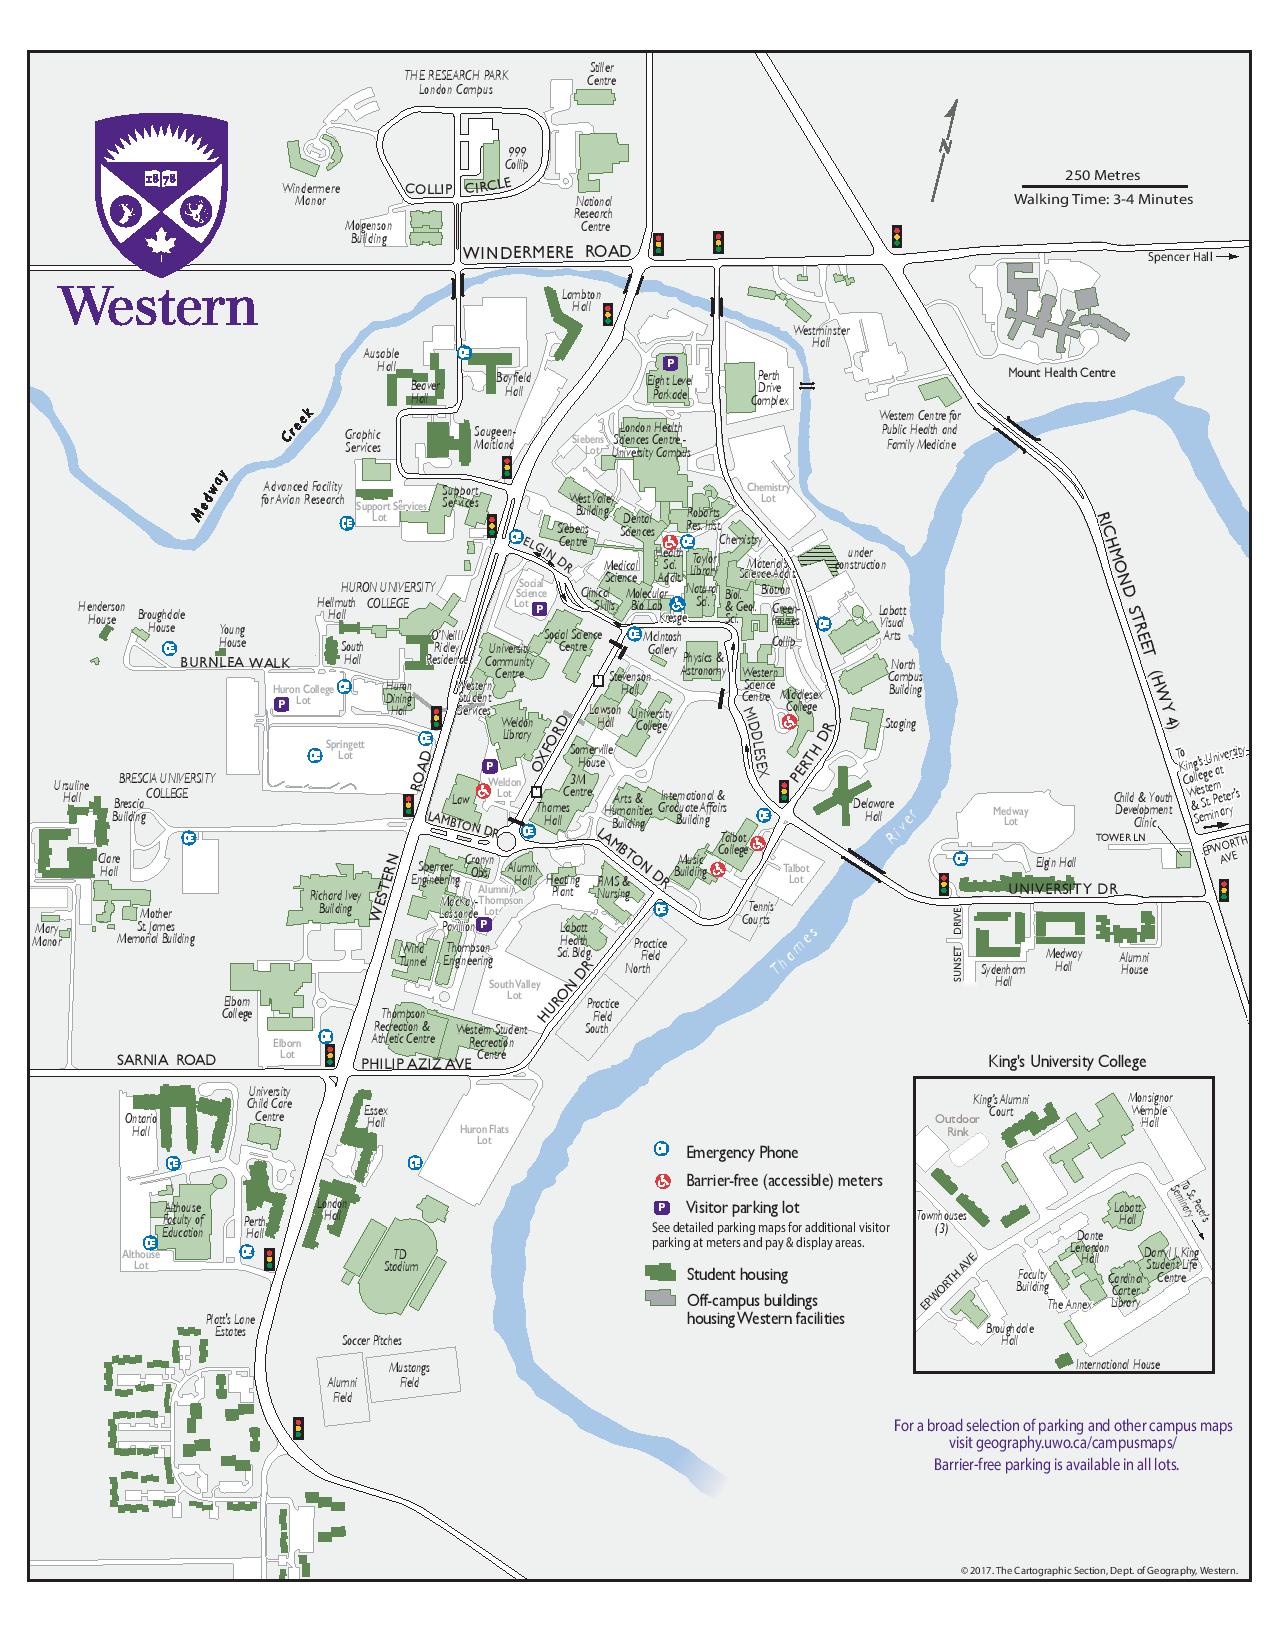 THE RESEARCH PARK
London Campus
Stiller
Centre
999
Collip
COLLIP CIRCLE
Windermere
Manor
Mogenson
Building
National
Research
Centre
1878
Western
WINDERMERE ROAD
N
250 Metres
Walking Time: 3-4 Minutes
Spencer Hall
Lambton
Hall
Ausable
Hall
Beaver
Hall
Bayfield
Hall
P
Eight Level
Parkade
Perth
Drive
Complex
Westminster
Hall
Mount Health Centre
Western Centre for
Public Health and
Family Medicine
Medway
Creek
Graphic
Services
Saugeen-
Maitland
Siebens
Lot
London Health
Sciences Centre -
University Campus
Chemistry
Lot
Advanced Facility
for Avian Research
Support Services
Lot
Support
Services
West Valley
Building
Siebens
Centre
Dental
Sciences
Roberts
Res. Inst.
Chemistry
ELGIN DR
Medical
Science
Health
Sci.
Addit.
Taylor
Library
Materials
Science Addit.
under
construction
Social
Science
Lot
P
Clinical
Skills
Molecular
Bio Lab
Natural
Sci.
Biol.
& Geol.
Sci.
Biotron
Green-
houses
Kresge
Collip
Labatt
Visual
Arts
RICHMOND STREET (HWY 4)
HURON UNIVERSITY
COLLEGE
Henderson
House
Broughdale
House
Young
House
Hellmuth
Hall
South
Hall
O'Neill/
Ridley
Residence
BURNLEA WALK
Huron College
Lot
P
Huron
Dining
Hall
University
Community
Centre
Social Science
Centre
McIntosh
Gallery
Physics &
Astronomy
Western
Science
Centre
North
Campus
Building
Stevenson
Hall
Western
Student
Services
Lawson
Hall
University
College
Middlesex
College
Staging
Weldon
Library
OXFORD
MIDDLESEX
PERTH DR
Springett
Lot
Somerville
House
P
Weldon
Lot
3M
Centre
ROAD
BRESCIA UNIVERSITY
COLLEGE
Ursuline
Hall
Brescia
Building
Clare
Hall
Law
Thames
Hall
Arts &
Humanities
Building
International &
Graduate Affairs
Building
Delaware
Hall
To
King's University
College at
Western
& St. Peter's
Seminary
Child & Youth
Development
Clinic
Medway
Lot
TOWER LN
EPWORTH
AVE
LAMBTON DR
LAMBTON DR
Talbot
College
Music
Building
Talbot
Lot
River
Elgin Hall
UNIVERSITY DR
WESTERN
Spencer
Engineering
Cronyn
Obs.
Alumni
Hall
Heating
Plant
FIMS &
Nursing
Alumni/
Thompson
Lot
P
Richard Ivey
Building
MacKay-
Lassonde
Pavilion
Mother
St. James
Memorial Building
Mary
Manor
Tennis
Courts
Labatt
Health
Sci. Bldg.
Practice
Field
North
Wind
Tunnel
Thompson
Engineering
Thames
SUNSET DRIVE
Sydenham
Hall
Medway
Hall
Alumni
House
Elborn
College
Elborn
Lot
South Valley
Lot
HURON DR
Practice
Field
South
Thompson
Recreation &
Athletic Centre
Western Student
Recreation
Centre
SARNIA ROAD
PHILIP AZIZ AVE
Ontario
Hall
University
Child Care
Centre
Essex
Hall
Huron Flats
Lot
Althouse
Faculty of
Education
Althouse
Lot
Perth
Hall
London
Hall
TD
Stadium
Platt's Lane
Estates
Soccer Pitches
Alumni
Field
Mustangs
Field
Emergency Phone
Barrier-free (accessible) meters
P
Visitor parking lot
See detailed parking maps for additional visitor
parking at meters and pay & display areas.
Student housing
Off-campus buildings
housing Western facilities
King's University College
King's Alumni
Court
Monsignor
Wemple
Hall
Outdoor
Rink
Townhouses
(3)
To St. Peter's
Seminary
Labatt
Hall
Dante
Lenardon
Hall
Darryl J. King
Student Life
Centre
Faculty
Building
Cardinal
Carter
Library
The Annex
EPWORTH AVE
Broughdale
Hall
International House
For a broad selection of parking and other campus maps
visit geography.uwo.ca/campusmaps/
Barrier-free parking is available in all lots.
© 2017. The Cartographic Section, Dept. of Geography, Western.